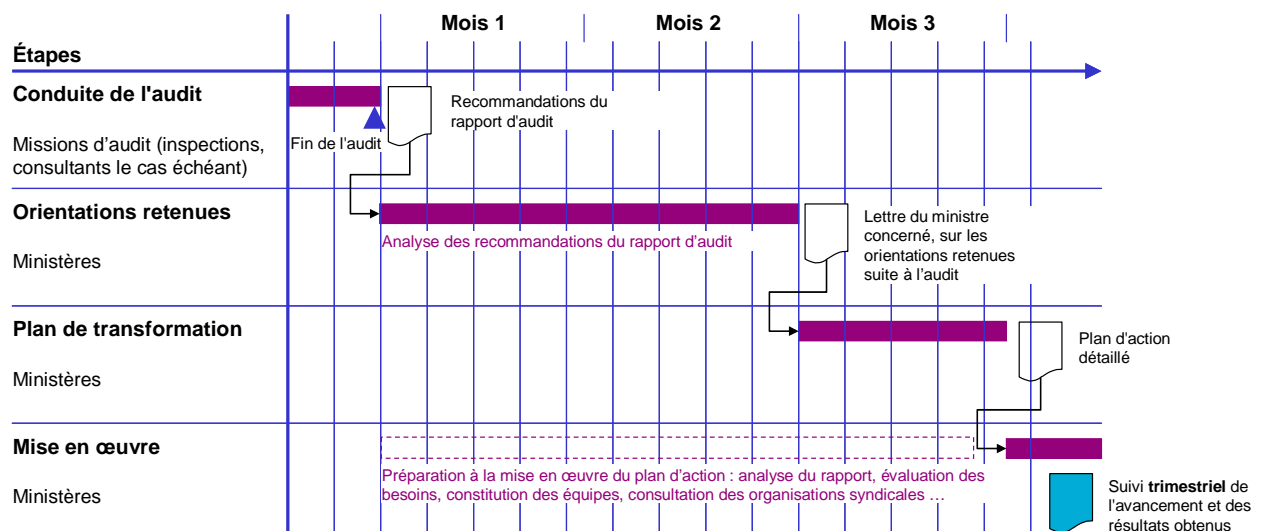 Mois 1
Mois 2
Mois 3
Étapes
Conduite de l'audit
Missions d’audit (inspections,
consultants le cas échéant)
Fin de l'audit
Recommandations du
rapport d'audit
Orientations retenues
Ministères
Analyse des recommandations du rapport d’audit
Lettre du ministre
concerné, sur les
orientations retenues
suite à l’audit
Plan de transformation
Ministères
Plan d'action
détaillé
Mise en œuvre
Ministères
Préparation à la mise en œuvre du plan d’action : analyse du rapport, évaluation des
besoins, constitution des équipes, consultation des organisations syndicales …
Suivi trimestriel de
l’avancement et des
résultats obtenus